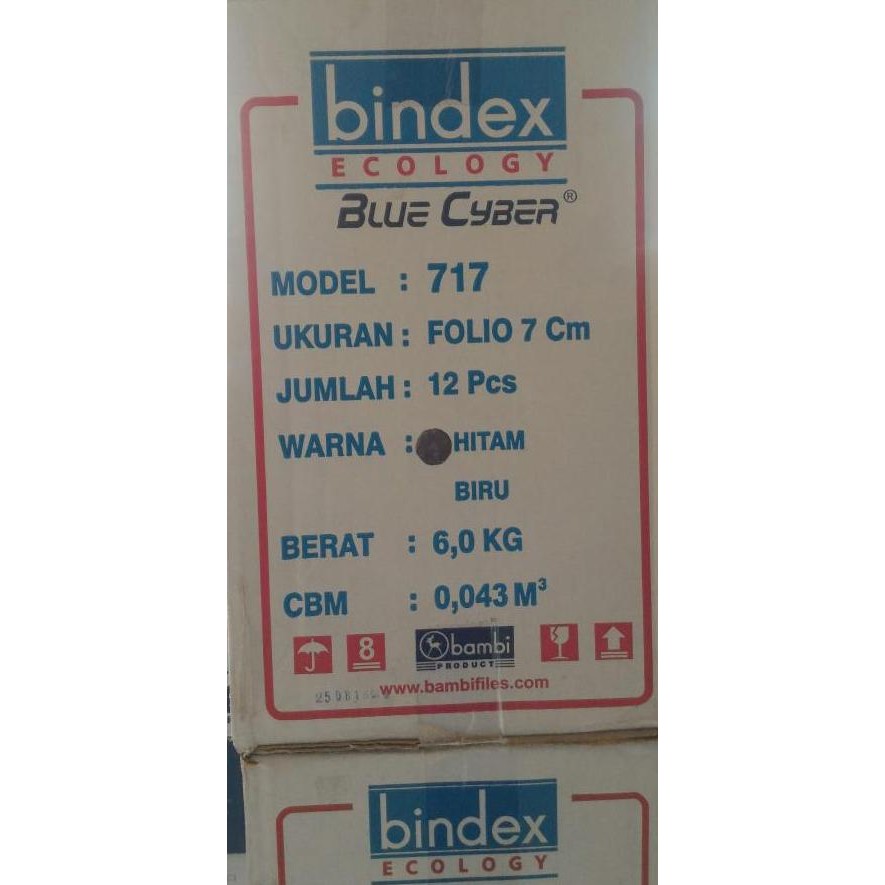 bindex
ECOLOGY
BLUE CYBER®
MODEL : 717
UKURAN : FOLIO 7 Cm
JUMLAH : 12 Pcs
WARNA : HITAM
BIRU
BERAT : 6,0 KG
CBM : 0,043 M³
8
bambi
PRODUCT
www.bambifiles.com
bindex
ECOLOGY